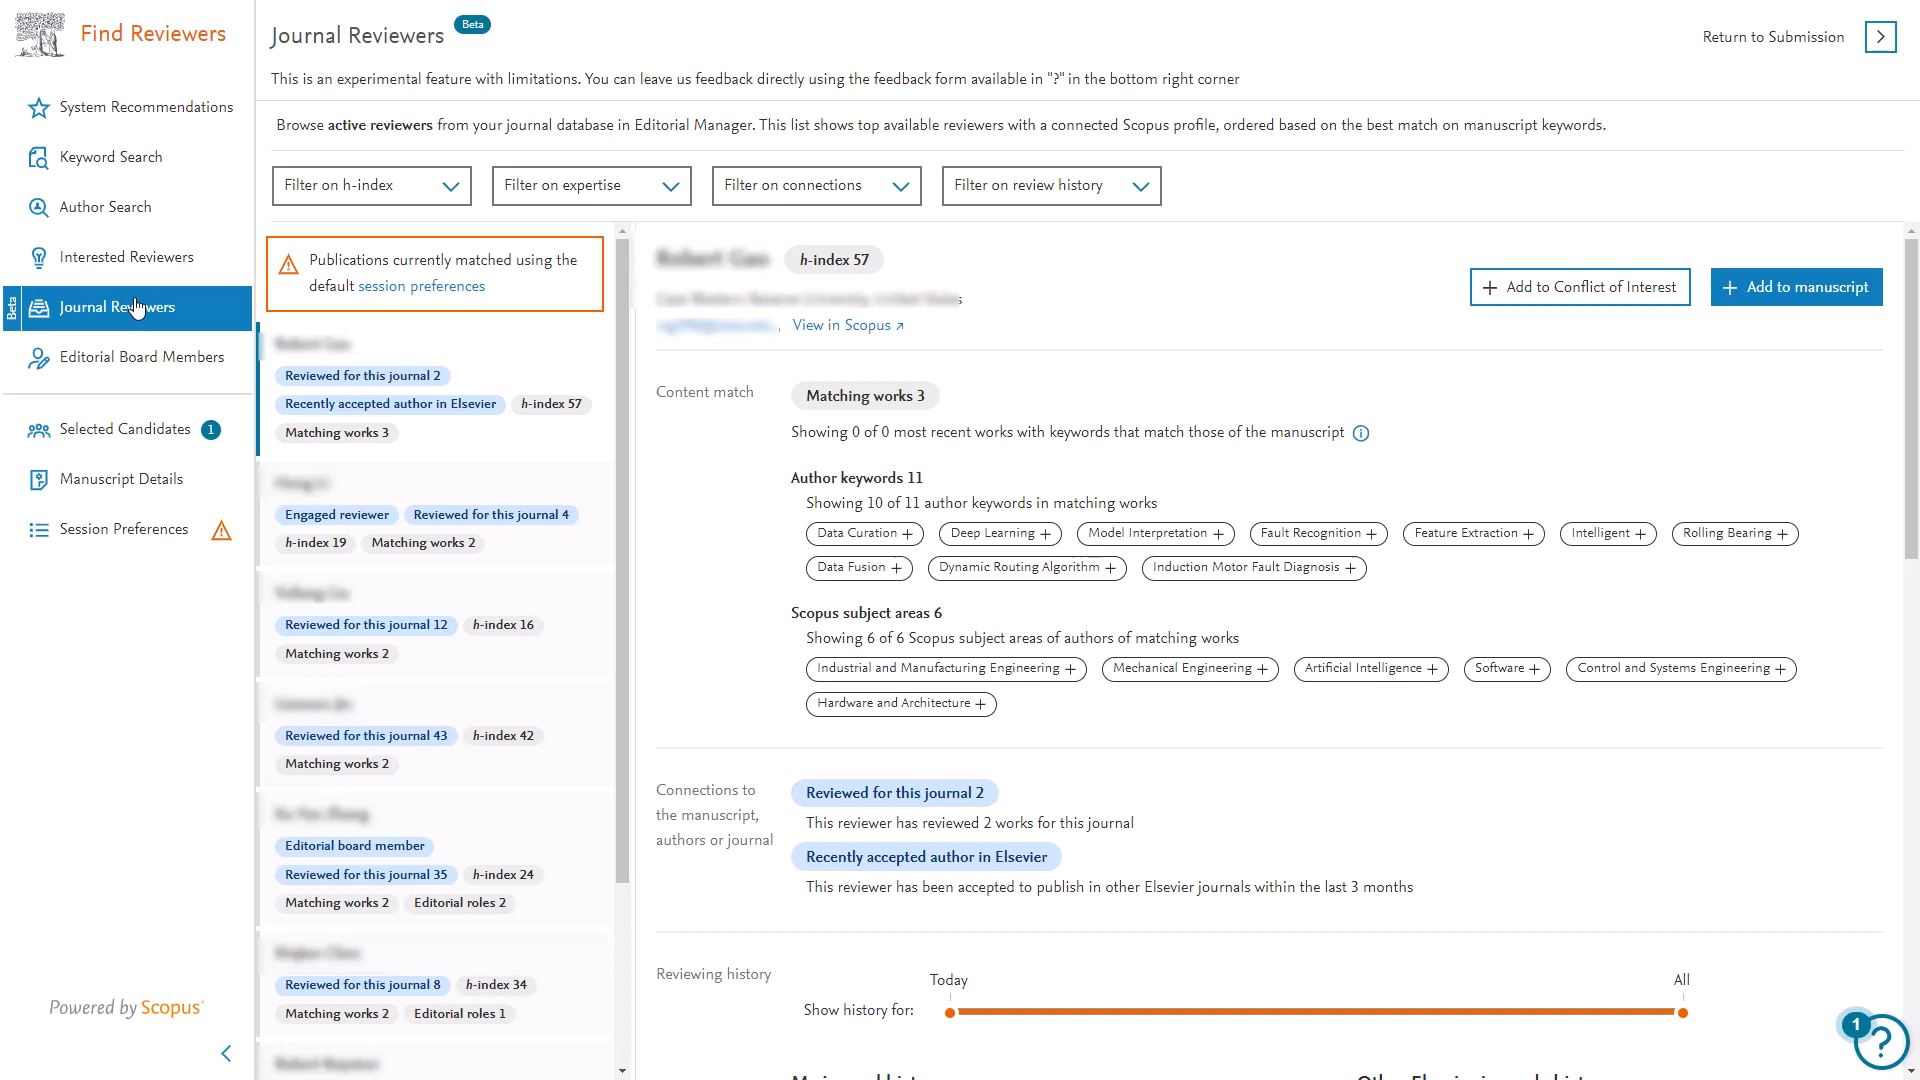 Find Reviewers
System Recommendations
Keyword Search
Author Search
Interested Reviewers
Beta
Journal Reviewers
Editorial Board Members
Selected Candidates 1
Manuscript Details
Session Preferences
Powered by Scopus
Journal Reviewers Beta
Return to Submission
This is an experimental feature with limitations. You can leave us feedback directly using the feedback form available in "?" in the bottom right corner
Browse active reviewers from your journal database in Editorial Manager. This list shows top available reviewers with a connected Scopus profile, ordered based on the best match on manuscript keywords.
Filter on h-index
Filter on expertise
Filter on connections
Filter on review history
Publications currently matched using the
default session preferences
Reviewed for this journal 2
Recently accepted author in Elsevier h-index 57
Matching works 3
Engaged reviewer Reviewed for this journal 4
h-index 19 Matching works 2
Reviewed for this journal 12 h-index 16
Matching works 2
Reviewed for this journal 43 h-index 42
Matching works 2
Editorial board member
Reviewed for this journal 35 h-index 24
Matching works 2 Editorial roles 2
Reviewed for this journal 8 h-index 34
Matching works 2 Editorial roles 1
h-index 57
View in Scopus
+ Add to Conflict of Interest
+ Add to manuscript
Content match
Matching works 3
Showing 0 of 0 most recent works with keywords that match those of the manuscript
Author keywords 11
Showing 10 of 11 author keywords in matching works
Data Curation + Deep Learning + Model Interpretation + Fault Recognition + Feature Extraction + Intelligent + Rolling Bearing +
Data Fusion + Dynamic Routing Algorithm + Induction Motor Fault Diagnosis +
Scopus subject areas 6
Showing 6 of 6 Scopus subject areas of authors of matching works
Industrial and Manufacturing Engineering + Mechanical Engineering + Artificial Intelligence + Software + Control and Systems Engineering +
Hardware and Architecture +
Connections to
the manuscript,
authors or journal
Reviewed for this journal 2
This reviewer has reviewed 2 works for this journal
Recently accepted author in Elsevier
This reviewer has been accepted to publish in other Elsevier journals within the last 3 months
Reviewing history
Today All
Show history for:
1 ?